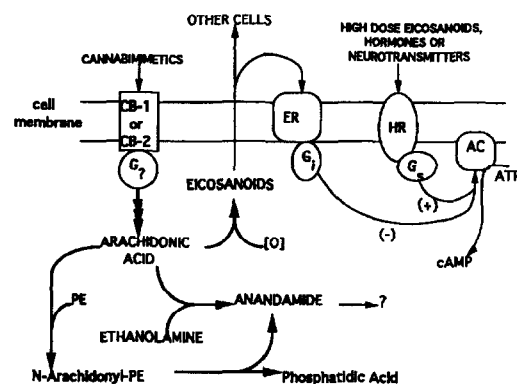 OTHER CELLS
HIGH DOSE EICOSANOIDS,
HORMONES OR
NEUROTRANSMITTERS
CANNABIMIMETICS
cell
membrane
CB-1
or
CB-2
ER
HR
AC
G?
Gi
Gs
ATP
EICOSANOIDS
(+)
(-)
[O]
cAMP
ARACHIDONIC
ACID
PE
ANANDAMIDE
?
ETHANOLAMINE
N-Arachidonyl-PE
Phosphatidic Acid